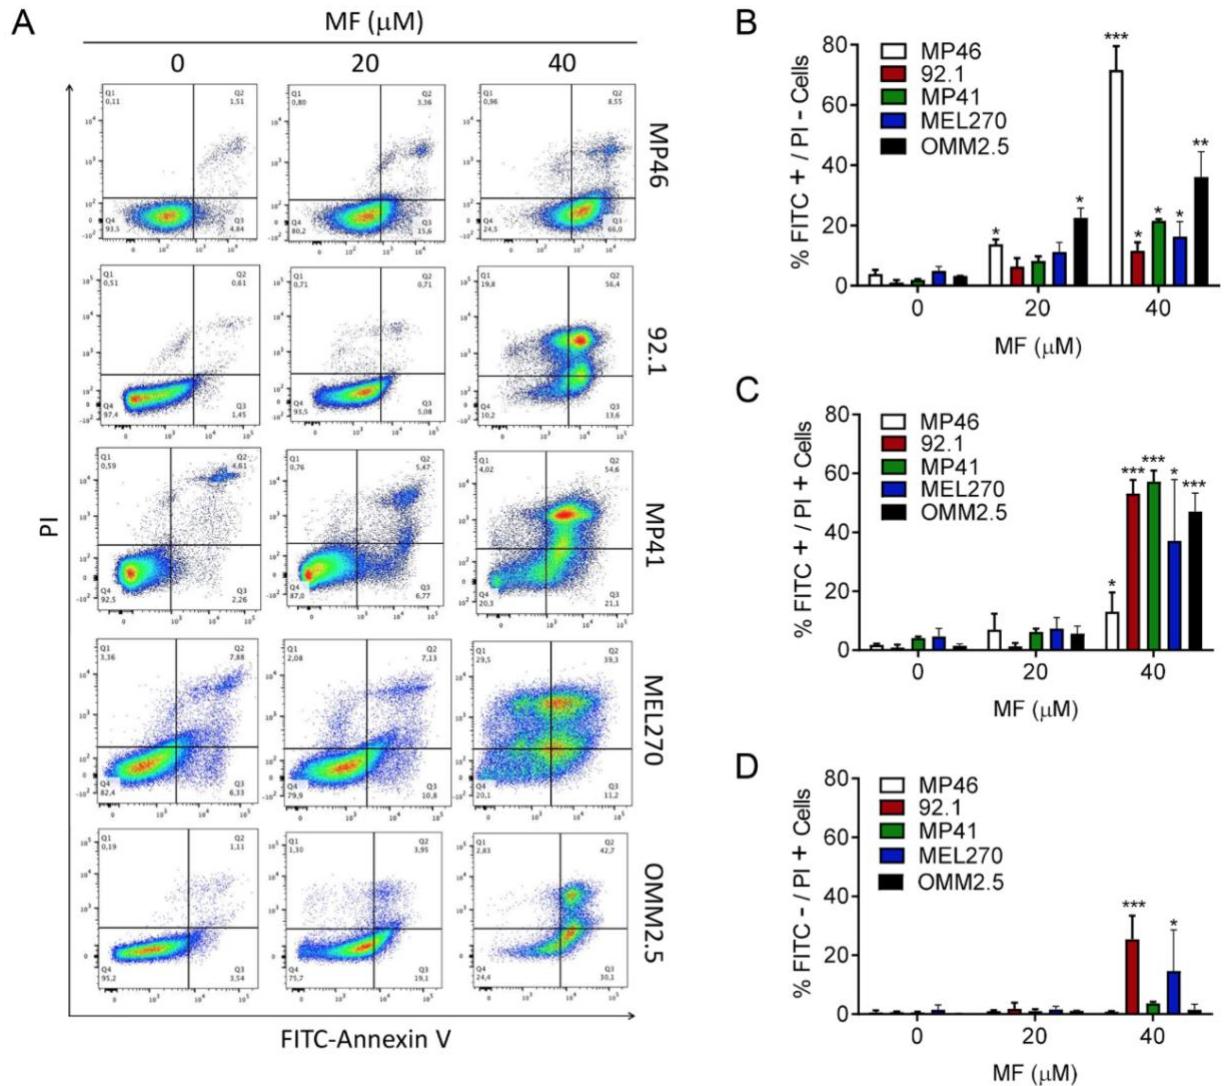 A
MF (µM)
0 20 40
Q1 0,11 Q2 1,51 Q4 93,5 Q3 4,84
Q1 0,80 Q2 3,36 Q4 80,2 Q3 15,6
Q1 0,96 Q2 8,55 Q4 24,5 Q3 66,0
MP46
Q1 0,51 Q2 0,61 Q4 97,4 Q3 1,45
Q1 0,71 Q2 0,71 Q4 93,5 Q3 5,08
Q1 19,8 Q2 56,4 Q4 10,2 Q3 13,6
92.1
Q1 0,59 Q2 4,61 Q4 92,5 Q3 2,26
Q1 0,76 Q2 5,47 Q4 87,0 Q3 6,77
Q1 4,02 Q2 54,6 Q4 20,3 Q3 21,1
MP41
Q1 3,36 Q2 7,88 Q4 82,4 Q3 6,33
Q1 2,08 Q2 7,13 Q4 79,9 Q3 10,8
Q1 29,5 Q2 39,3 Q4 20,1 Q3 11,2
MEL270
Q1 0,19 Q2 1,11 Q4 95,2 Q3 3,54
Q1 1,30 Q2 3,95 Q4 75,7 Q3 19,1
Q1 2,83 Q2 42,7 Q4 24,4 Q3 30,1
OMM2.5
PI
FITC-Annexin V
B
% FITC + / PI - Cells
80
60
40
20
0
MP46
92.1
MP41
MEL270
OMM2.5
* * *** * * * **
0 20 40
MF (µM)
C
% FITC + / PI + Cells
80
60
40
20
0
MP46
92.1
MP41
MEL270
OMM2.5
* *** *** * ***
0 20 40
MF (µM)
D
% FITC - / PI + Cells
80
60
40
20
0
MP46
92.1
MP41
MEL270
OMM2.5
*** *
0 20 40
MF (µM)